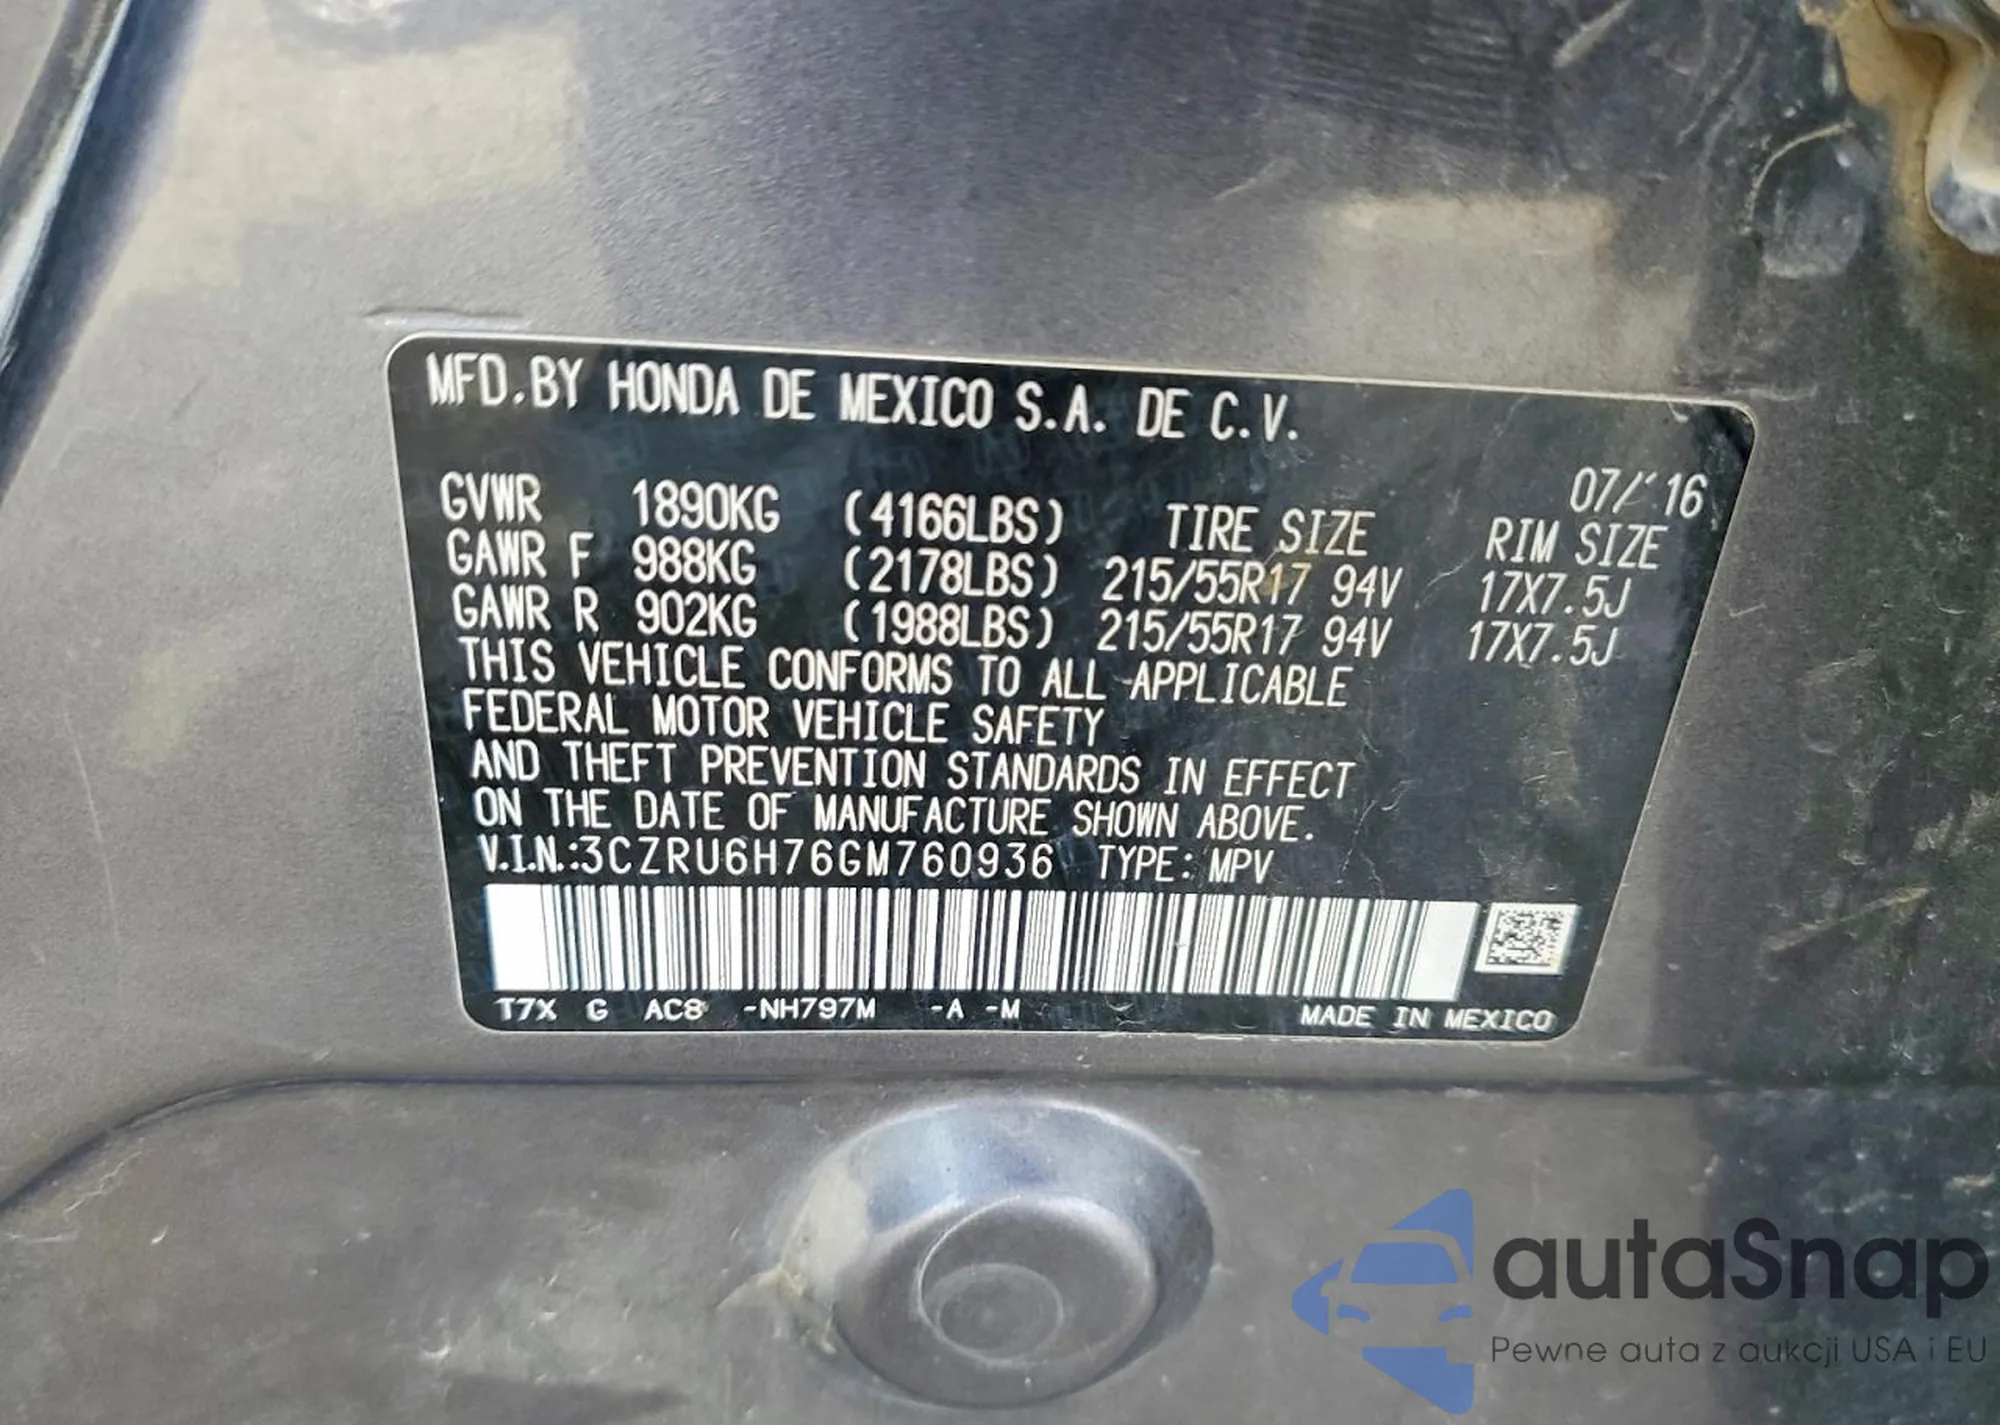 MFD.BY HONDA DE MEXICO S.A. DE C.V.
07/'16
GVWR 1890KG (4166LBS) TIRE SIZE RIM SIZE
GAWR F 988KG (2178LBS) 215/55R17 94V 17X7.5J
GAWR R 902KG (1988LBS) 215/55R17 94V 17X7.5J
THIS VEHICLE CONFORMS TO ALL APPLICABLE
FEDERAL MOTOR VEHICLE SAFETY
AND THEFT PREVENTION STANDARDS IN EFFECT
ON THE DATE OF MANUFACTURE SHOWN ABOVE.
V.I.N.:3CZRU6H76GM760936 TYPE: MPV
T7X G AC8 -NH797M -A -M MADE IN MEXICO
autaSnap
Pewne auta z aukcji USA i EU